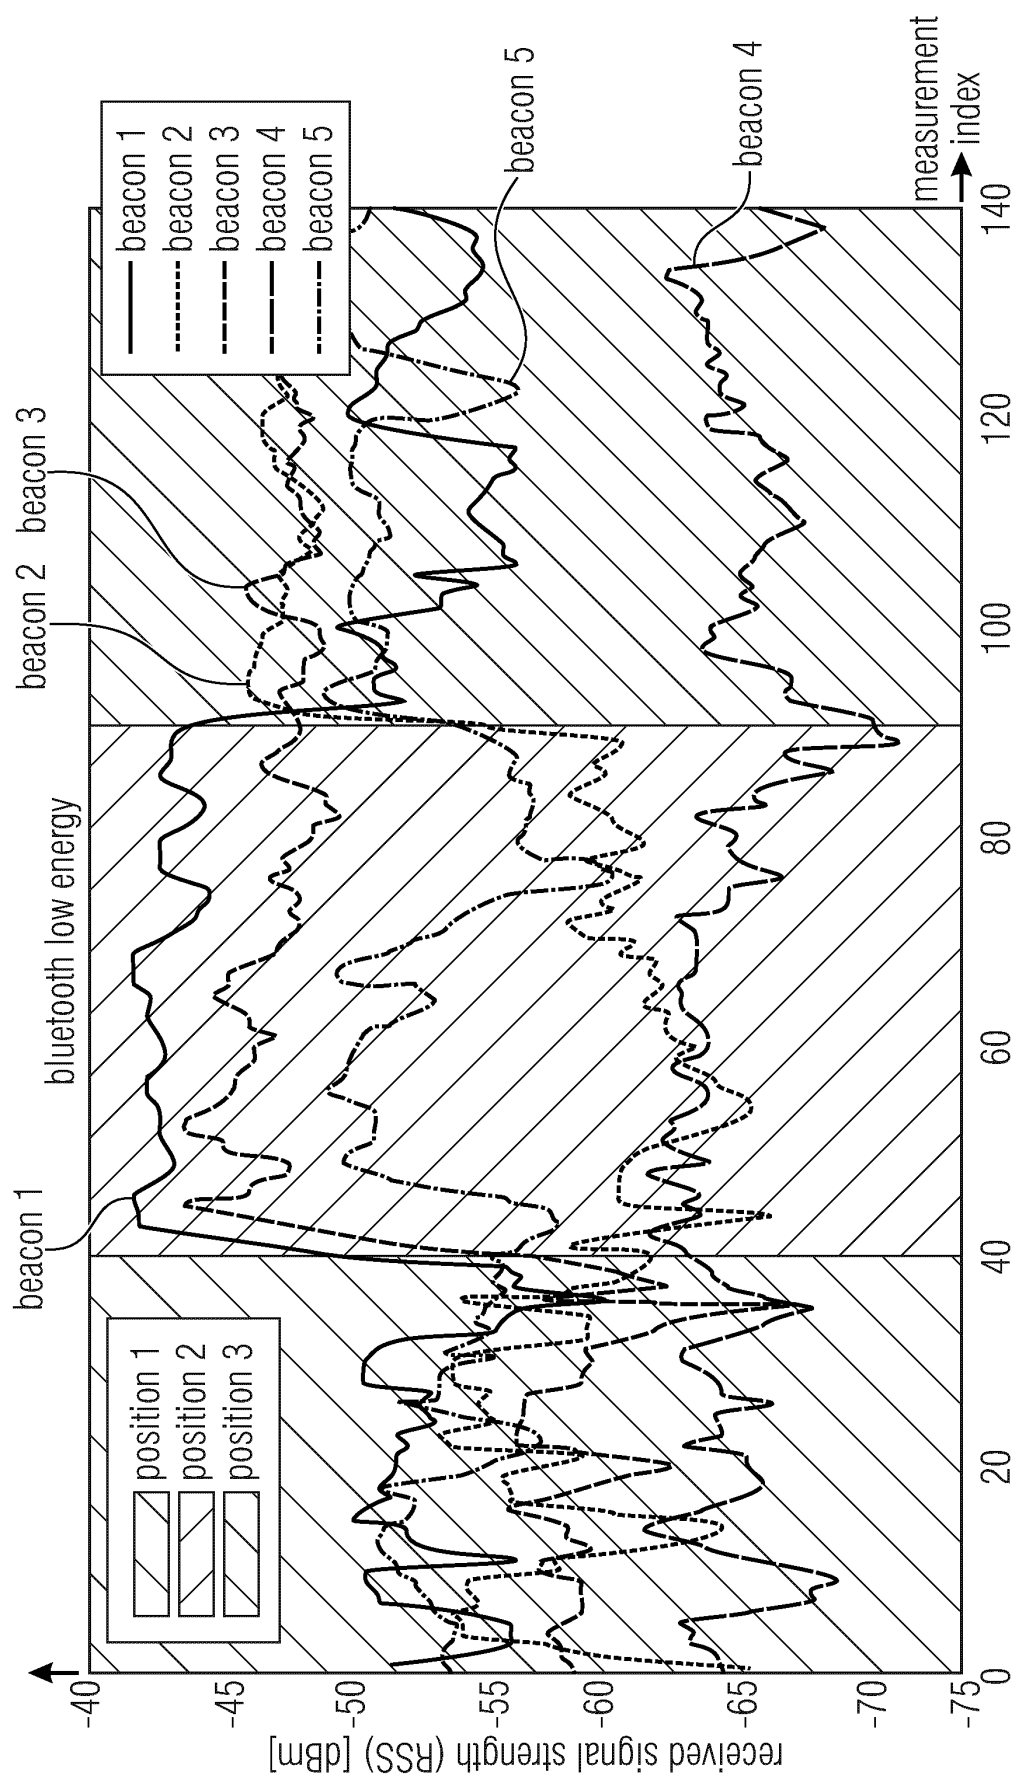 bluetooth low energy
received signal strength (RSS) [dBm]
-40
-45
-50
-55
-60
-65
-70
-75
0
20
40
60
80
100
120
140
measurement
index
position 1
position 2
position 3
beacon 1
beacon 2
beacon 3
beacon 1
beacon 2
beacon 3
beacon 4
beacon 5
beacon 5
beacon 4